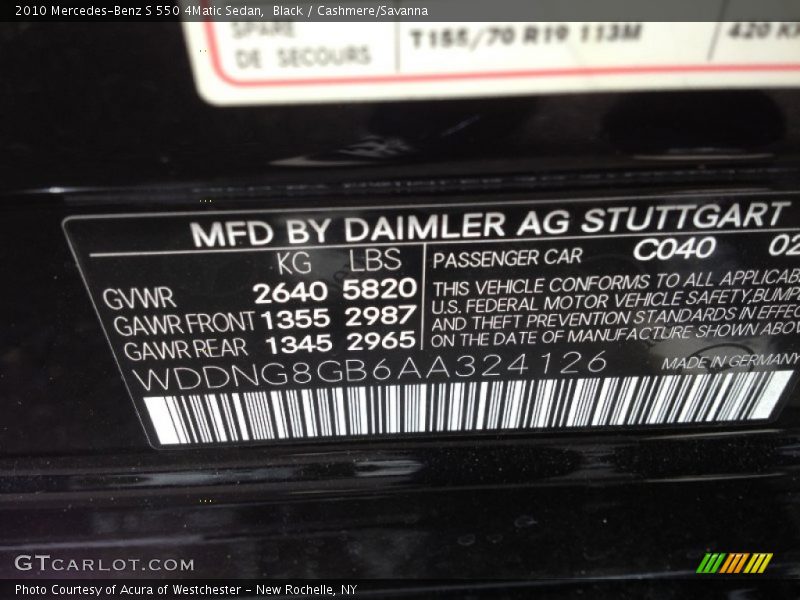 2010 Mercedes-Benz S 550 4Matic Sedan,  Black / Cashmere/Savanna
SPARE
DE SECOURS
T155/70 R19 113M
420
MFD BY DAIMLER AG STUTTGART
KG LBS
GVWR 2640 5820
GAWR FRONT 1355 2987
GAWR REAR 1345 2965
PASSENGER CAR C040 02
THIS VEHICLE CONFORMS TO ALL APPLICAB
U.S. FEDERAL MOTOR VEHICLE SAFETY,BUMP
AND THEFT PREVENTION STANDARDS IN EFFEC
ON THE DATE OF MANUFACTURE SHOWN ABOV
WDDNG8GB6AA324126
MADE IN GERMANY
GTCARLOT.COM
Photo Courtesy of Acura of Westchester - New Rochelle, NY